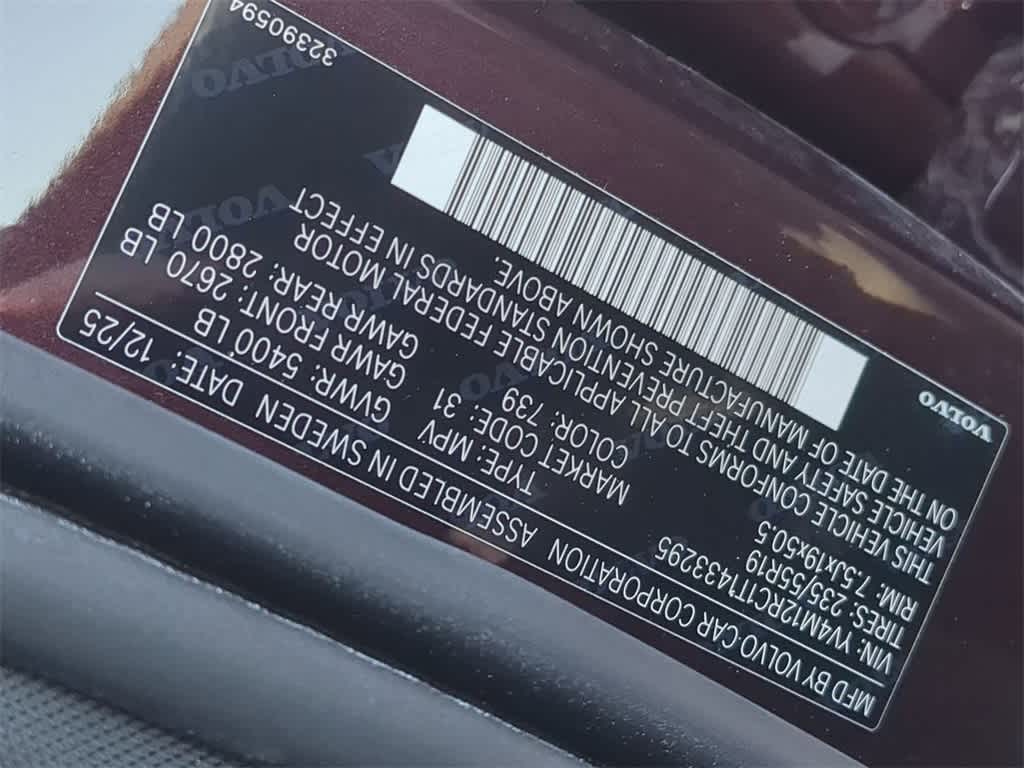 MFD BY VOLVO CAR CORPORATION ASSEMBLED IN SWEDEN DATE: 12/25
VIN: YV4M12RC1T1433295 TYPE: MPV GVWR: 5400 LB
TIRES: 235/55R19 MARKET CODE: 31 GAWR FRONT: 2670 LB
RIM: 7.5Jx19x50.5 COLOR: 739 GAWR REAR: 2800 LB
THIS VEHICLE CONFORMS TO ALL APPLICABLE FEDERAL MOTOR
VEHICLE SAFETY AND THEFT PREVENTION STANDARDS IN EFFECT
ON THE DATE OF MANUFACTURE SHOWN ABOVE.
VOLVO 32390594